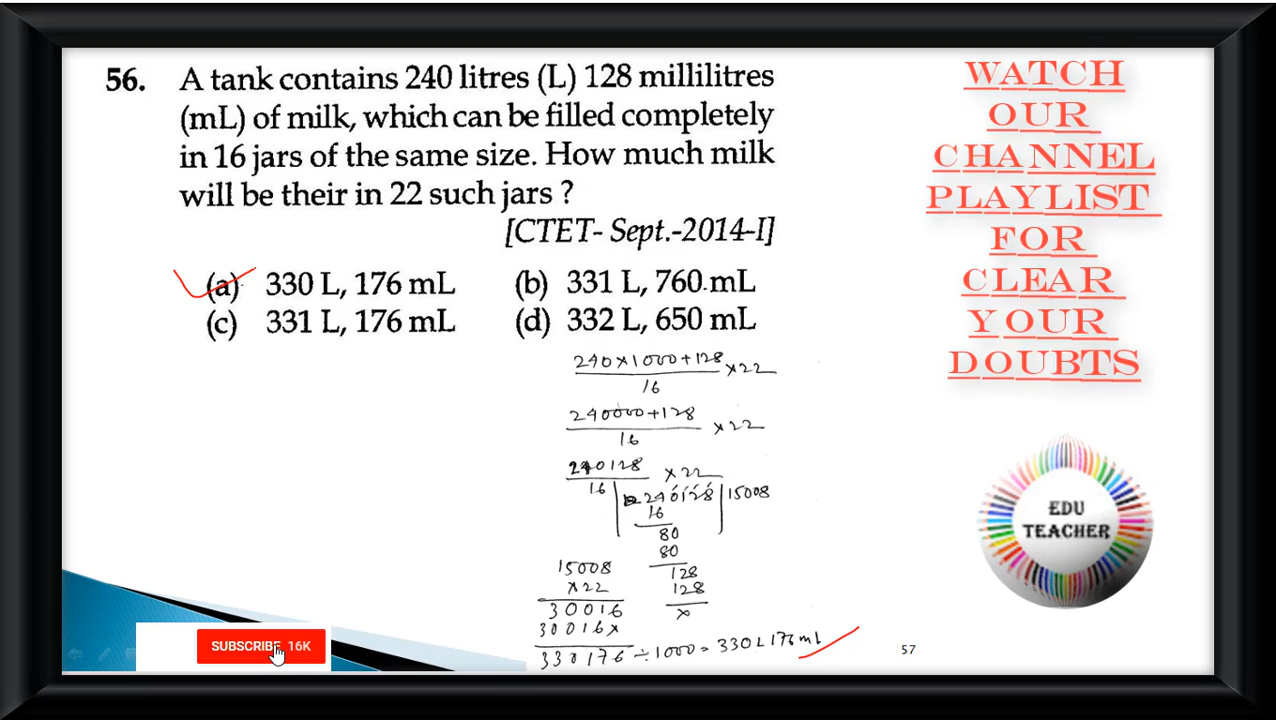 56. A tank contains 240 litres (L) 128 millilitres
(mL) of milk, which can be filled completely
in 16 jars of the same size. How much milk
will be their in 22 such jars ?
[CTET- Sept.-2014-I]
(a) 330 L, 176 mL (b) 331 L, 760 mL
(c) 331 L, 176 mL (d) 332 L, 650 mL
240×1000+128 ×22
16
240000+128 ×22
16
240128 ×22
16
16 240128 15008
16
80
80
128
128
×
15008
×22
30016
30016×
330176 ÷1000 = 330 L 176 mL
WATCH
OUR
CHANNEL
PLAYLIST
FOR
CLEAR
YOUR
DOUBTS
EDU
TEACHER
SUBSCRIBE 16K
57